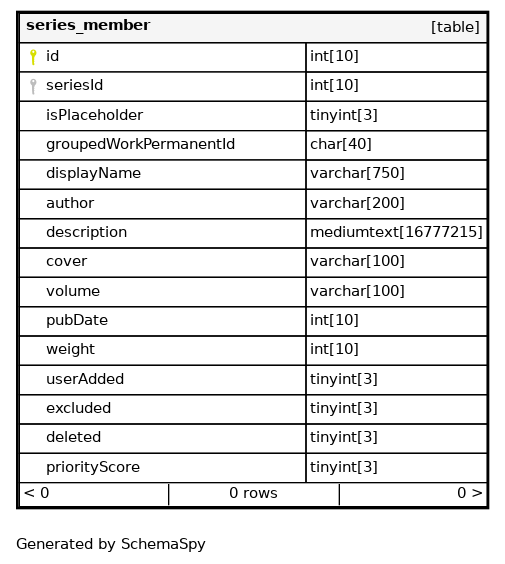 series_member [table]
id int[10]
seriesId int[10]
isPlaceholder tinyint[3]
groupedWorkPermanentId char[40]
displayName varchar[750]
author varchar[200]
description mediumtext[16777215]
cover varchar[100]
volume varchar[100]
pubDate int[10]
weight int[10]
userAdded tinyint[3]
excluded tinyint[3]
deleted tinyint[3]
priorityScore tinyint[3]
< 0 0 rows 0 >
Generated by SchemaSpy